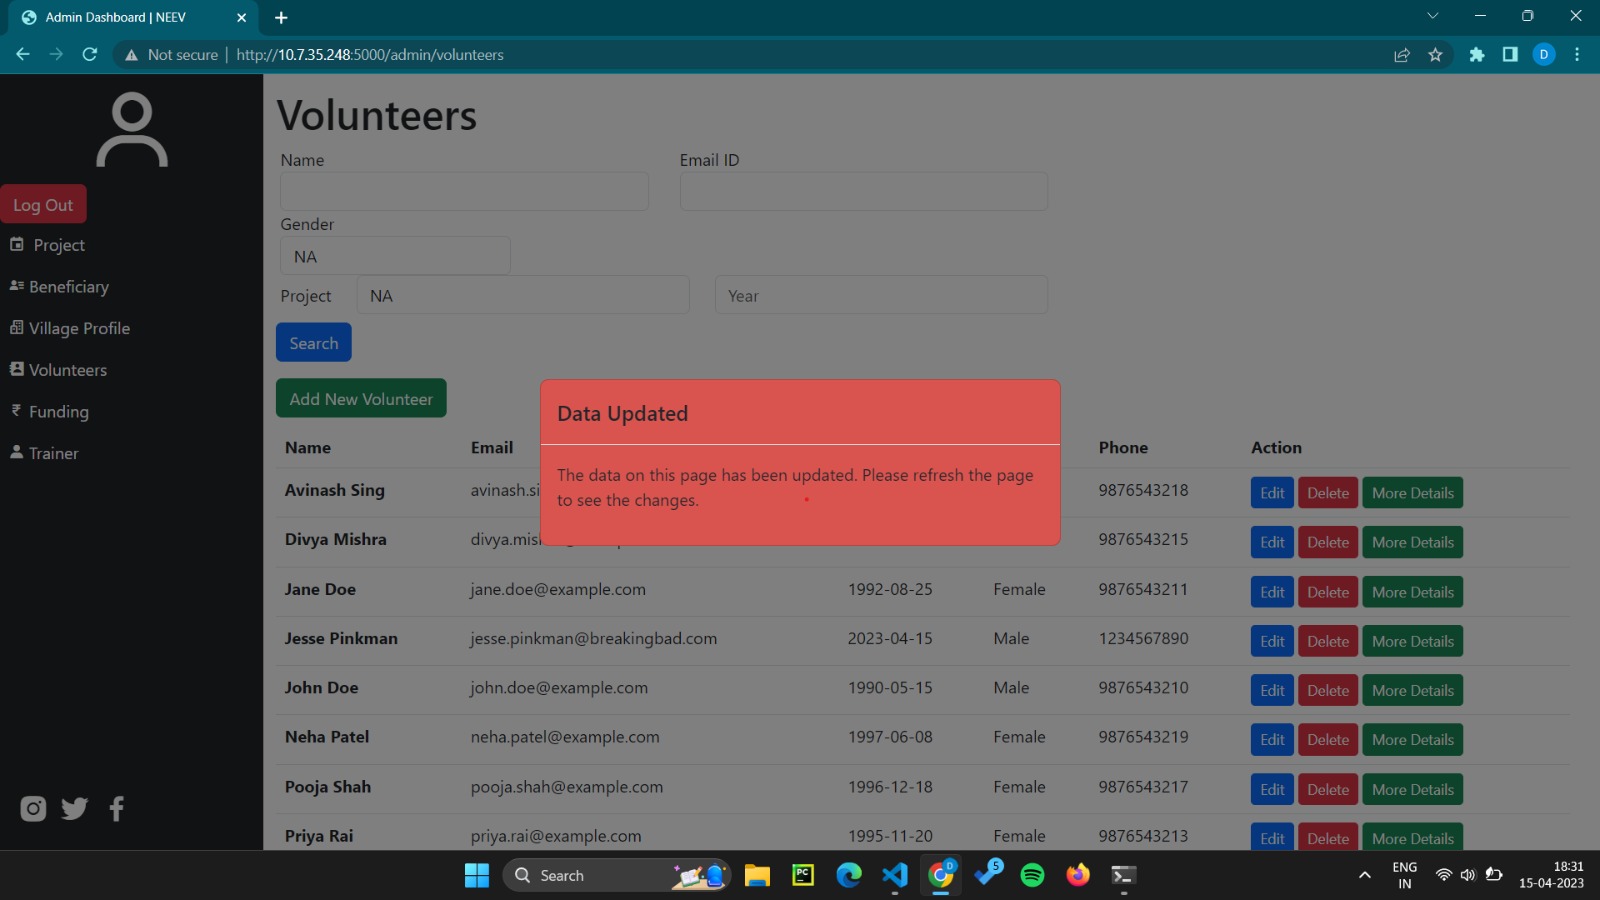 Admin Dashboard | NEEV
Not secure | http://10.7.35.248:5000/admin/volunteers
D
Log Out
Project
Beneficiary
Village Profile
Volunteers
Funding
Trainer
Volunteers
Name Email ID
Gender
NA
Project NA Year
Search
Add New Volunteer
Data Updated
The data on this page has been updated. Please refresh the page
to see the changes.
Name Email Phone Action
Avinash Sing avinash.si 9876543218 Edit Delete More Details
Divya Mishra 9876543215 Edit Delete More Details
Jane Doe jane.doe@example.com 1992-08-25 Female 9876543211 Edit Delete More Details
Jesse Pinkman jesse.pinkman@breakingbad.com 2023-04-15 Male 1234567890 Edit Delete More Details
John Doe john.doe@example.com 1990-05-15 Male 9876543210 Edit Delete More Details
Neha Patel neha.patel@example.com 1997-06-08 Female 9876543219 Edit Delete More Details
Pooja Shah pooja.shah@example.com 1996-12-18 Female 9876543217 Edit Delete More Details
Priya Rai priya.rai@example.com 1995-11-20 Female 9876543213 Edit Delete More Details
Search
PC
D
5
ENG
IN
18:31
15-04-2023